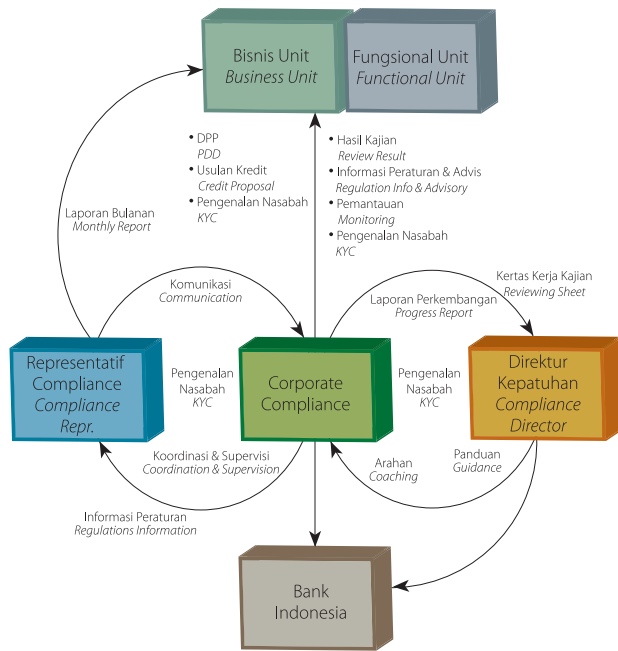 Bisnis Unit
Business Unit
Fungsional Unit
Functional Unit
• DPP
PDD
• Usulan Kredit
Credit Proposal
• Pengenalan Nasabah
KYC
• Hasil Kajian
Review Result
• Informasi Peraturan & Advis
Regulation Info & Advisory
• Pemantauan
Monitoring
• Pengenalan Nasabah
KYC
Laporan Bulanan
Monthly Report
Komunikasi
Communication
Laporan Perkembangan
Progress Report
Kertas Kerja Kajian
Reviewing Sheet
Representatif
Compliance
Compliance
Repr.
Pengenalan
Nasabah
KYC
Corporate
Compliance
Pengenalan
Nasabah
KYC
Direktur
Kepatuhan
Compliance
Director
Koordinasi & Supervisi
Coordination & Supervision
Arahan
Coaching
Panduan
Guidance
Informasi Peraturan
Regulations Information
Bank
Indonesia